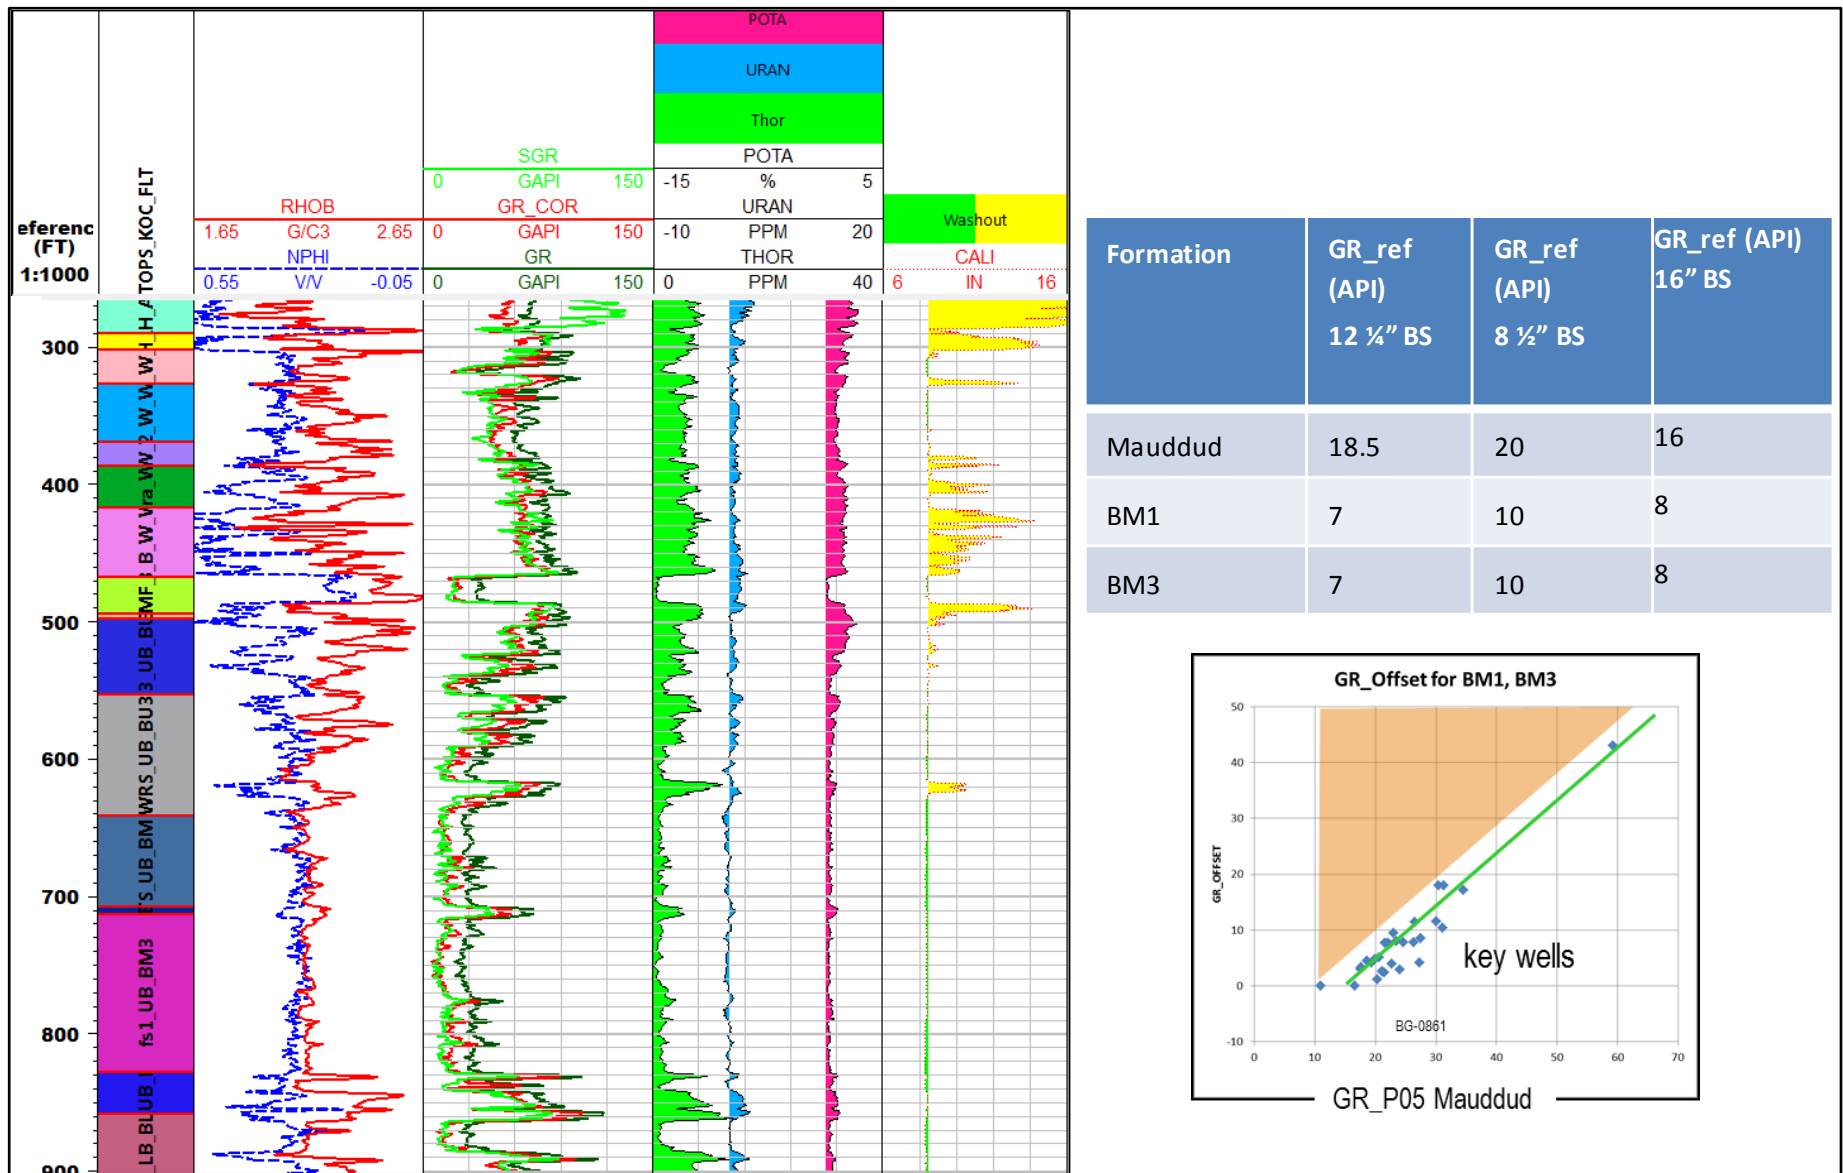 POTA
URAN
Thor
SGR
0 GAPI 150
POTA
-15 % 5
RHOB
1.65 G/C3 2.65
GR_COR
0 GAPI 150
URAN
-10 PPM 20
Washout
eferenc
(FT)
1:1000
TOPS_KOC_FLT
NPHI
0.55 V/V -0.05
GR
0 GAPI 150
THOR
0 PPM 40
CALI
6 IN 16
300
400
500
600
700
800
900
fs1_UB_BM3
Formation
GR_ref
(API)
12 ¼” BS
GR_ref
(API)
8 ½” BS
GR_ref (API)
16” BS
Mauddud 18.5 20 16
BM1 7 10 8
BM3 7 10 8
GR_Offset for BM1, BM3
50
40
30
20
10
0
-10
GR_OFFSET
key wells
BG-0861
0 10 20 30 40 50 60 70
GR_P05 Mauddud